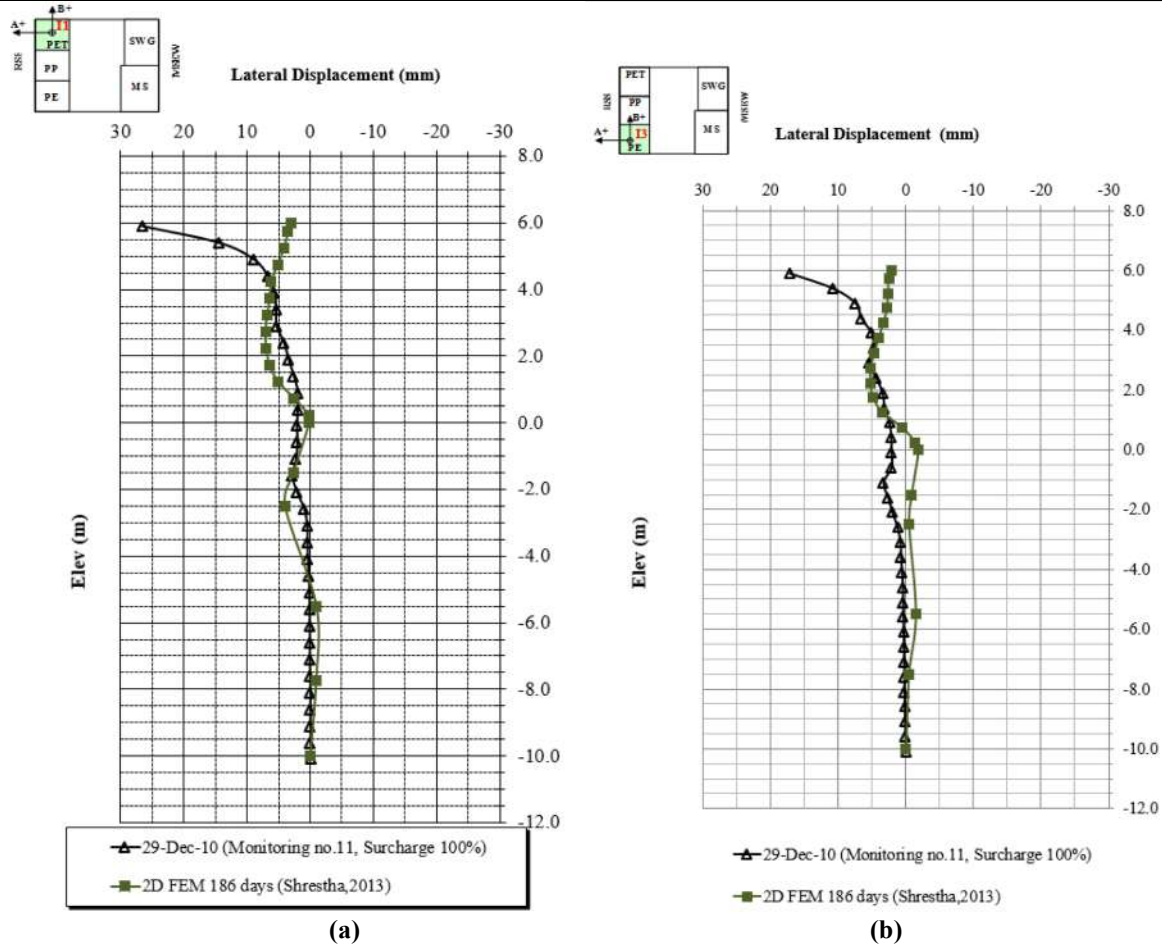 B+
A+
I1
PET
SWG
RSS
PP
MSEW
PE
MS
Lateral Displacement (mm)
30 20 10 0 -10 -20 -30
8.0
6.0
4.0
2.0
0.0
-2.0
-4.0
-6.0
-8.0
-10.0
-12.0
Elev (m)
29-Dec-10 (Monitoring no.11, Surcharge 100%)
2D FEM 186 days (Shrestha,2013)
(a)
PET
SWG
RSS
PP
MSEW
B+
A+
I3
MS
PE
Lateral Displacement (mm)
30 20 10 0 -10 -20 -30
8.0
6.0
4.0
2.0
0.0
-2.0
-4.0
-6.0
-8.0
-10.0
-12.0
Elev (m)
29-Dec-10 (Monitoring no.11, Surcharge 100%)
2D FEM 186 days (Shrestha,2013)
(b)